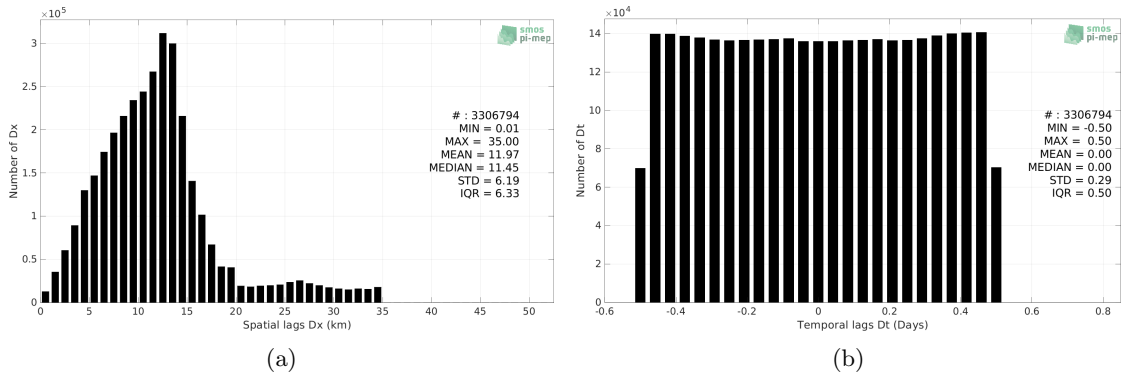 ×10⁵
smos
pi-mep
3
2.5
2
1.5
1
0.5
0
Number of Dx
# : 3306794
MIN = 0.01
MAX = 35.00
MEAN = 11.97
MEDIAN = 11.45
STD = 6.19
IQR = 6.33
0 5 10 15 20 25 30 35 40 45 50
Spatial lags Dx (km)
(a)
×10⁴
smos
pi-mep
14
12
10
8
6
4
2
0
Number of Dt
# : 3306794
MIN = -0.50
MAX = 0.50
MEAN = 0.00
MEDIAN = 0.00
STD = 0.29
IQR = 0.50
-0.6 -0.4 -0.2 0 0.2 0.4 0.6 0.8
Temporal lags Dt (Days)
(b)